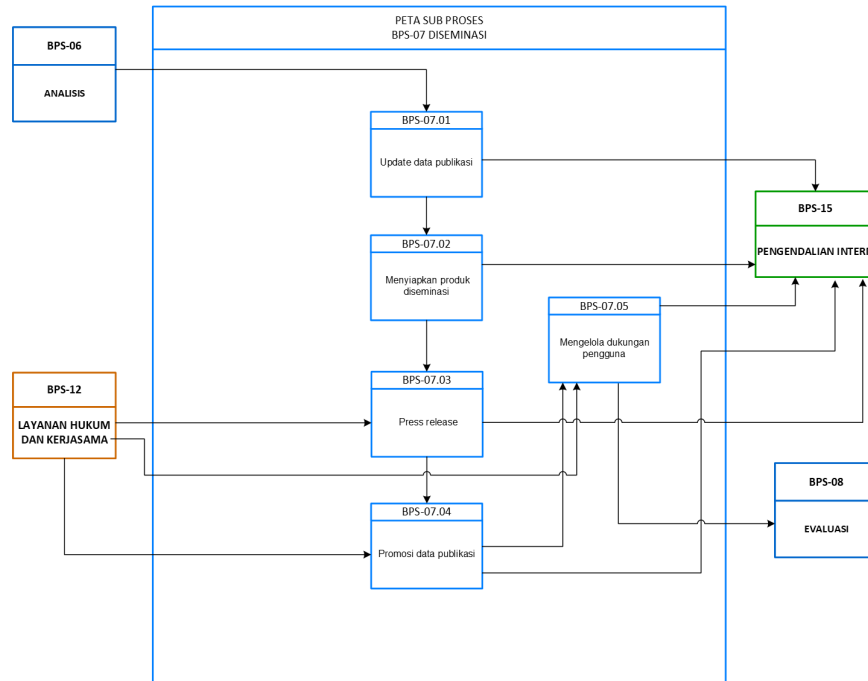 PETA SUB PROSES
BPS-07 DISEMINASI
BPS-06
ANALISIS
BPS-07.01
Update data publikasi
BPS-15
PENGENDALIAN INTERN
BPS-07.02
Menyiapkan produk
diseminasi
BPS-07.05
Mengelola dukungan
pengguna
BPS-12
LAYANAN HUKUM
DAN KERJASAMA
BPS-07.03
Press release
BPS-08
EVALUASI
BPS-07.04
Promosi data publikasi